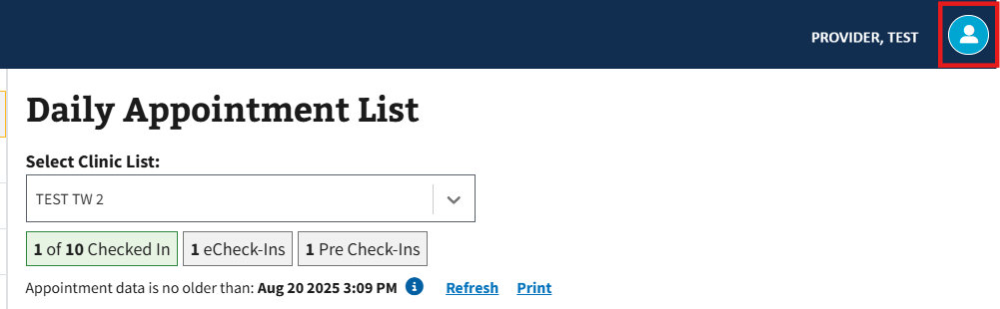 PROVIDER, TEST
Daily Appointment List
Select Clinic List:
TEST TW 2
1 of 10 Checked In 1 eCheck-Ins 1 Pre Check-Ins
Appointment data is no older than: Aug 20 2025 3:09 PM i Refresh Print